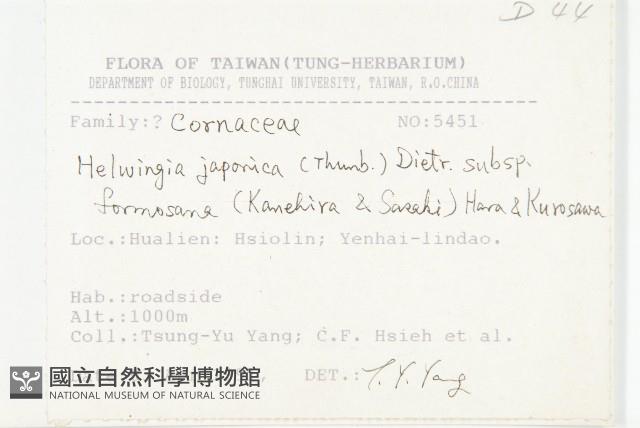 D 44
FLORA OF TAIWAN(TUNG-HERBARIUM)
DEPARTMENT OF BIOLOGY, TUNGHAI UNIVERSITY, TAIWAN, R.O.CHINA
Family:? Cornaceae NO:5451
Helwingia japonica (Thumb.) Dietr. subsp.
formosana (Kanehira & Sasaki) Hara & Kurosawa
Loc.:Hualien: Hsiolin; Yenhai-lindao.
Hab.:roadside
Alt.:1000m
Coll.:Tsung-Yu Yang; C.F. Hsieh et al.
DET.: T. Y. Yang
國立自然科學博物館
NATIONAL MUSEUM OF NATURAL SCIENCE